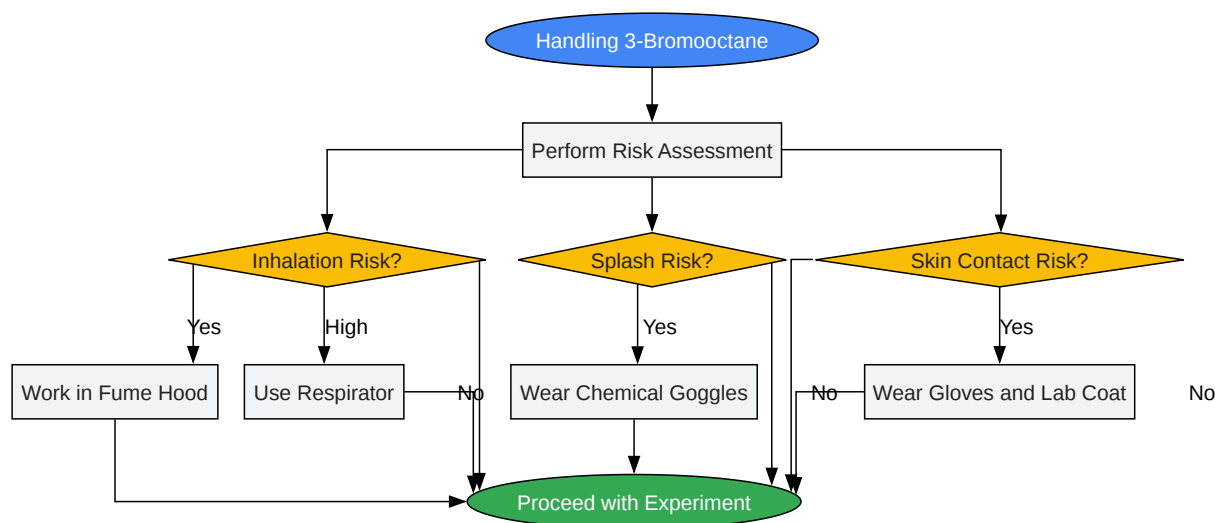 Handling 3-Bromooctane
Perform Risk Assessment
Inhalation Risk?
Splash Risk?
Skin Contact Risk?
Yes
High
Yes
Yes
Work in Fume Hood
Use Respirator
No
Wear Chemical Goggles
No
Wear Gloves and Lab Coat
No
Proceed with Experiment